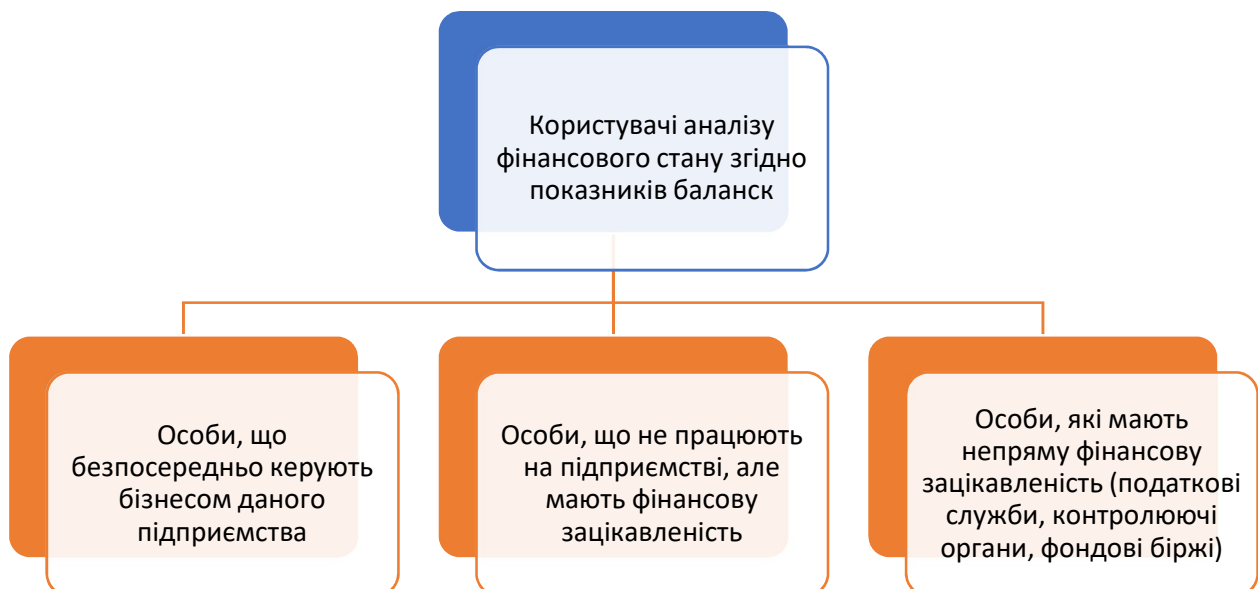 Користувачі аналізу
фінансового стану згідно
показників баланск
Особи, що
безпосередньо керують
бізнесом даного
підприємства
Особи, що не працюють
на підприємстві, але
мають фінансову
зацікавленість
Особи, які мають
непряму фінансову
зацікавленість (податкові
служби, контролюючі
органи, фондові біржі)